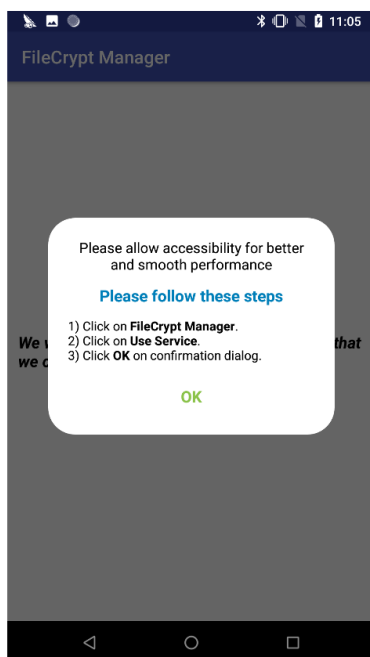 11:05
FileCrypt Manager
Please allow accessibility for better
and smooth performance
Please follow these steps
1) Click on FileCrypt Manager.
2) Click on Use Service.
3) Click OK on confirmation dialog.
We
that
we
OK